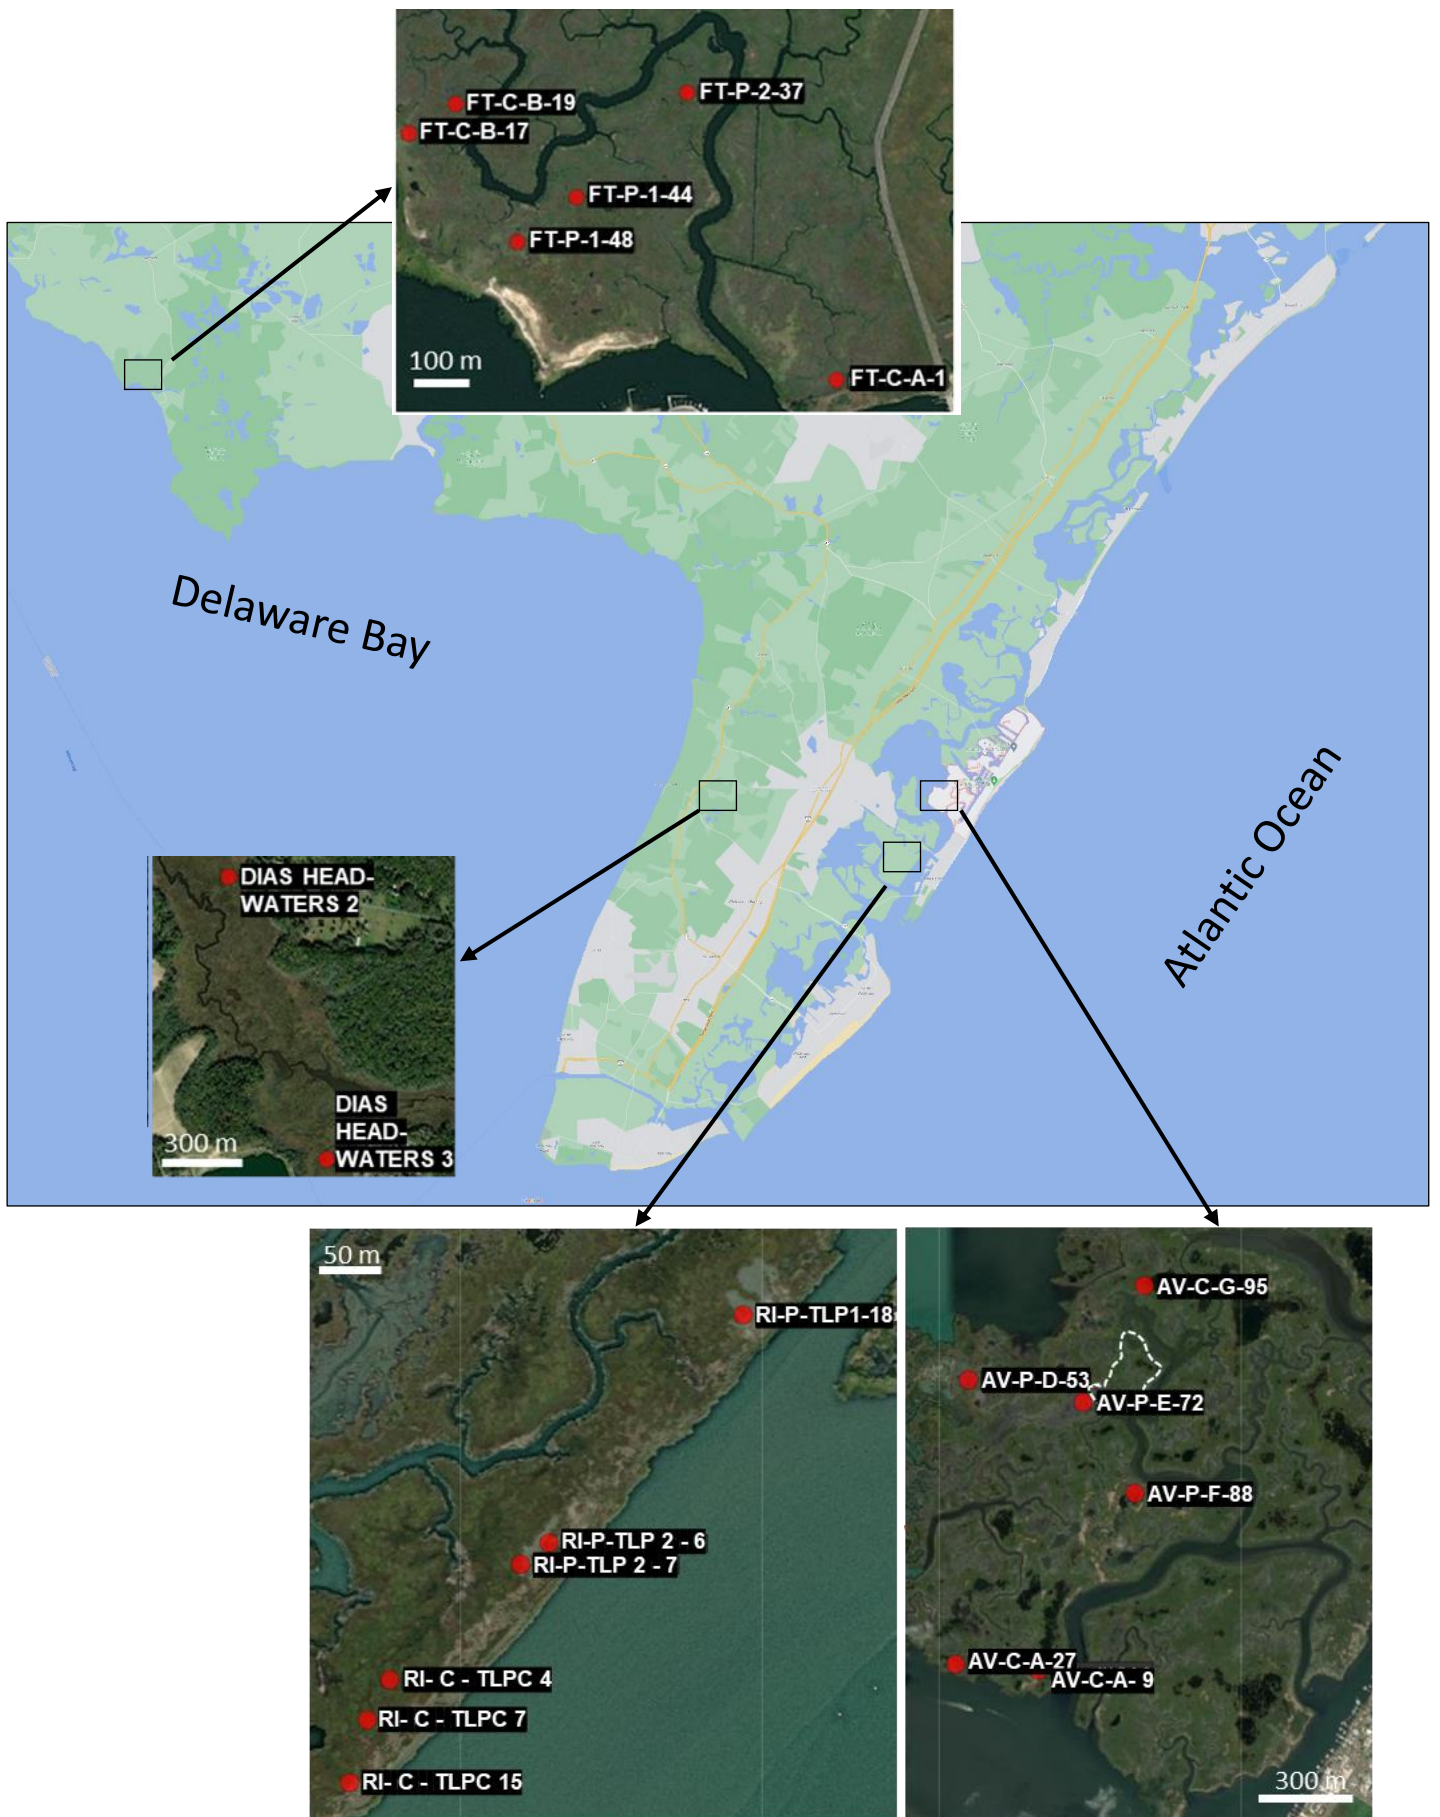 FT-C-B-19
FT-P-2-37
FT-C-B-17
FT-P-1-44
FT-P-1-48
100 m
FT-C-A-1
Delaware Bay
Atlantic Ocean
DIAS HEAD-
WATERS 2
DIAS
HEAD-
WATERS 3
300 m
50 m
RI-P-TLP1-18
RI-P-TLP 2 - 6
RI-P-TLP 2 - 7
RI- C - TLPC 4
RI- C - TLPC 7
RI- C - TLPC 15
AV-C-G-95
AV-P-D-53
AV-P-E-72
AV-P-F-88
AV-C-A-27
AV-C-A- 9
300 m